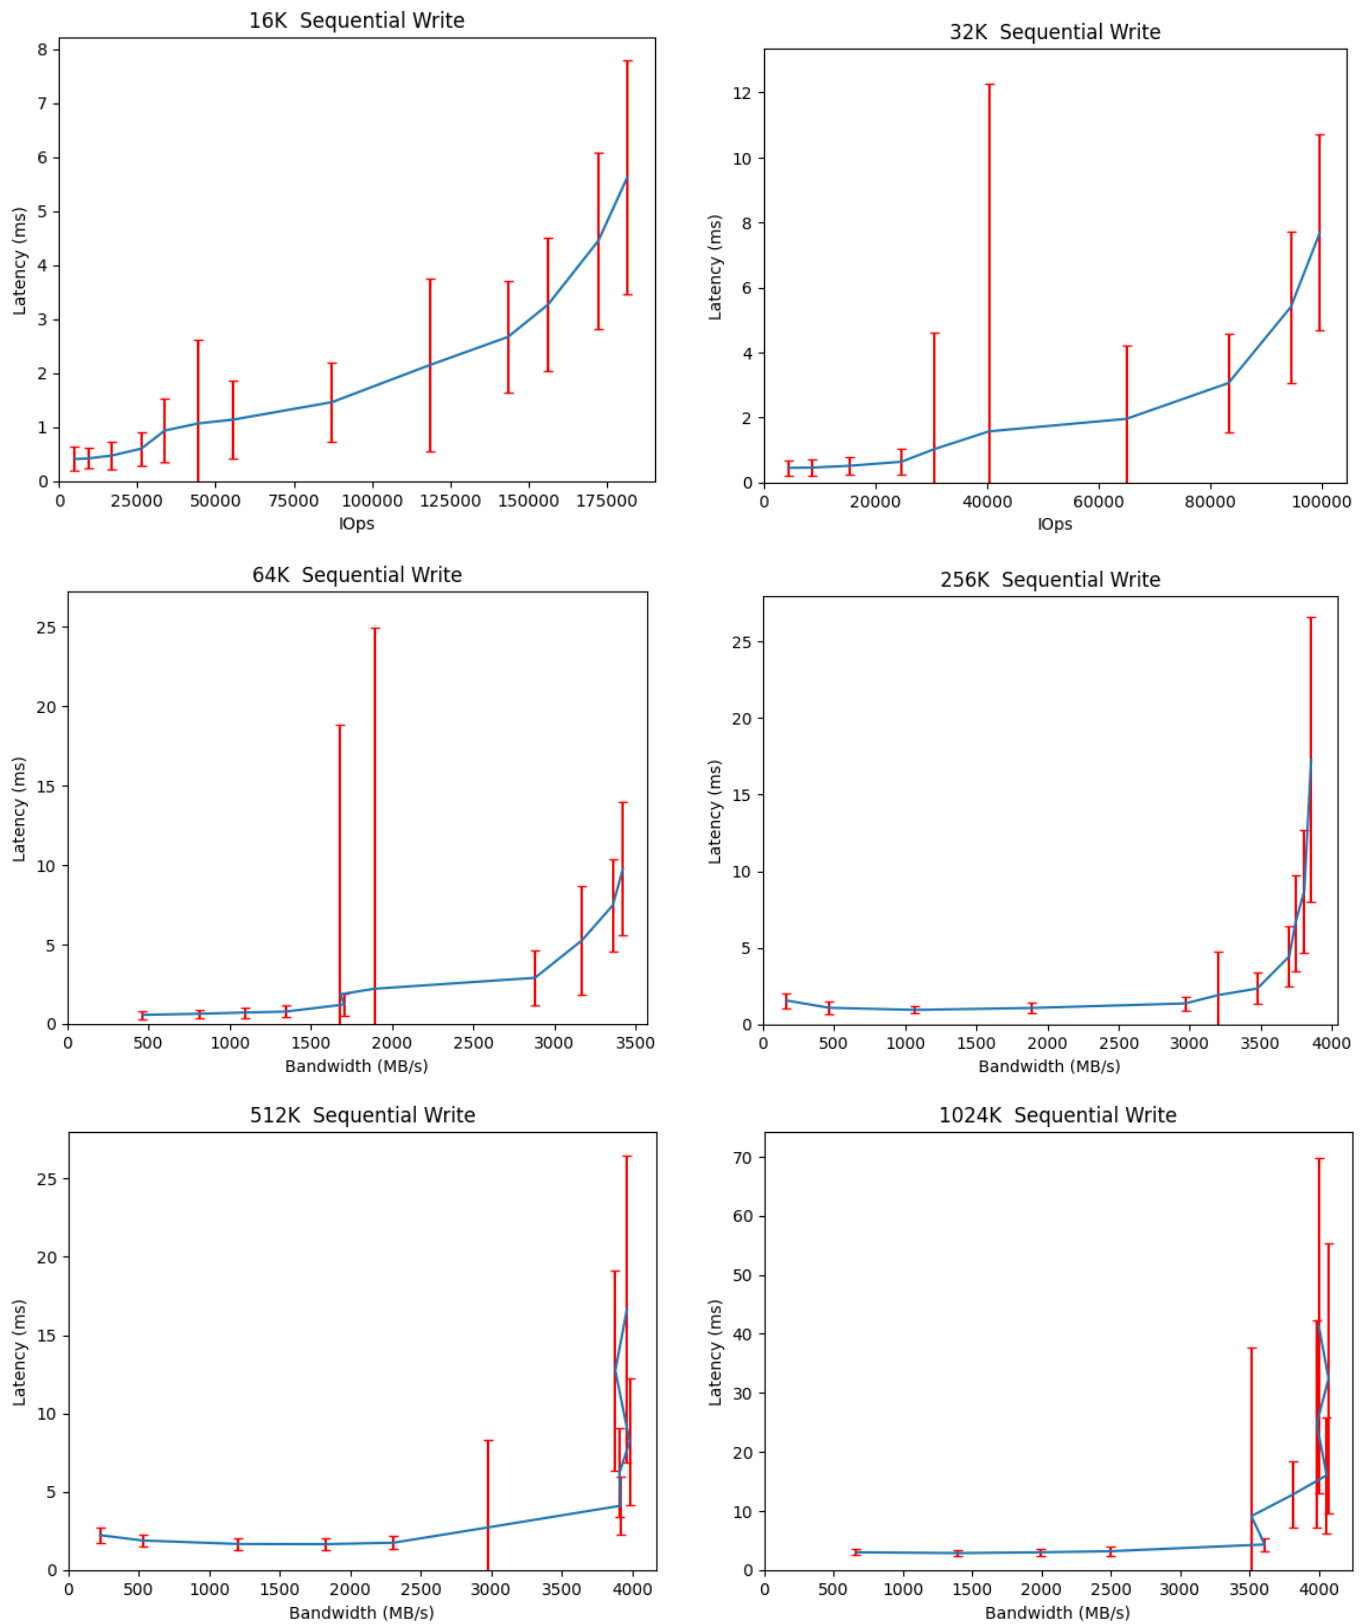 16K  Sequential Write
8
7
6
5
4
3
2
1
0
Latency (ms)
0 25000 50000 75000 100000 125000 150000 175000
IOps
32K  Sequential Write
12
10
8
6
4
2
0
Latency (ms)
0 20000 40000 60000 80000 100000
IOps
64K  Sequential Write
25
20
15
10
5
0
Latency (ms)
0 500 1000 1500 2000 2500 3000 3500
Bandwidth (MB/s)
256K  Sequential Write
25
20
15
10
5
0
Latency (ms)
0 500 1000 1500 2000 2500 3000 3500 4000
Bandwidth (MB/s)
512K  Sequential Write
25
20
15
10
5
0
Latency (ms)
0 500 1000 1500 2000 2500 3000 3500 4000
Bandwidth (MB/s)
1024K  Sequential Write
70
60
50
40
30
20
10
0
Latency (ms)
0 500 1000 1500 2000 2500 3000 3500 4000
Bandwidth (MB/s)